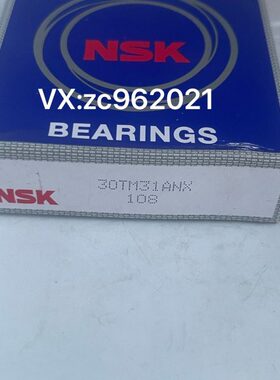 NSK
VX:zc962021
BEARINGS
30TM31ANX
NSK
108